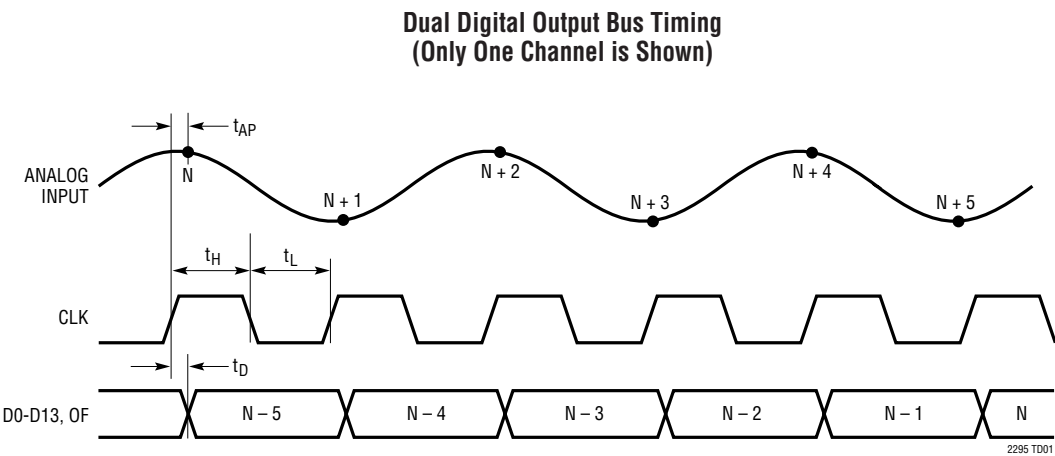 Dual Digital Output Bus Timing
(Only One Channel is Shown)
tAP
ANALOG
INPUT
N
N + 1
N + 2
N + 3
N + 4
N + 5
tH
tL
CLK
tD
D0-D13, OF
N – 5
N – 4
N – 3
N – 2
N – 1
N
2295 TD01